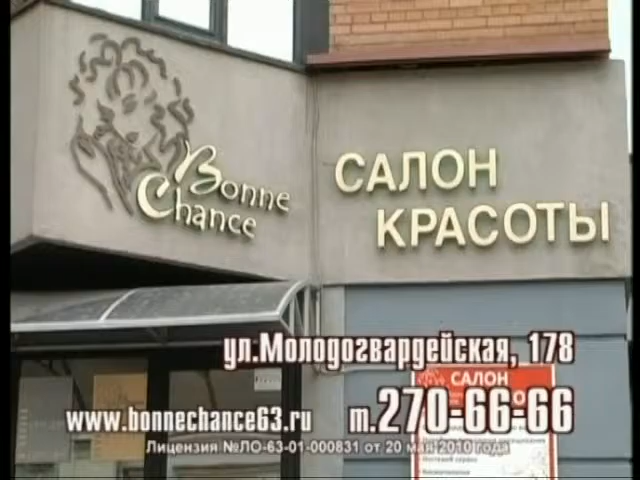 Bonne
Chance
САЛОН
КРАСОТЫ
ул.Молодогвардейская, 178
САЛОН
www.bonnechance63.ru т.270-66-66
Лицензия №ЛО-63-01-000831 от 20 мая 2010 года